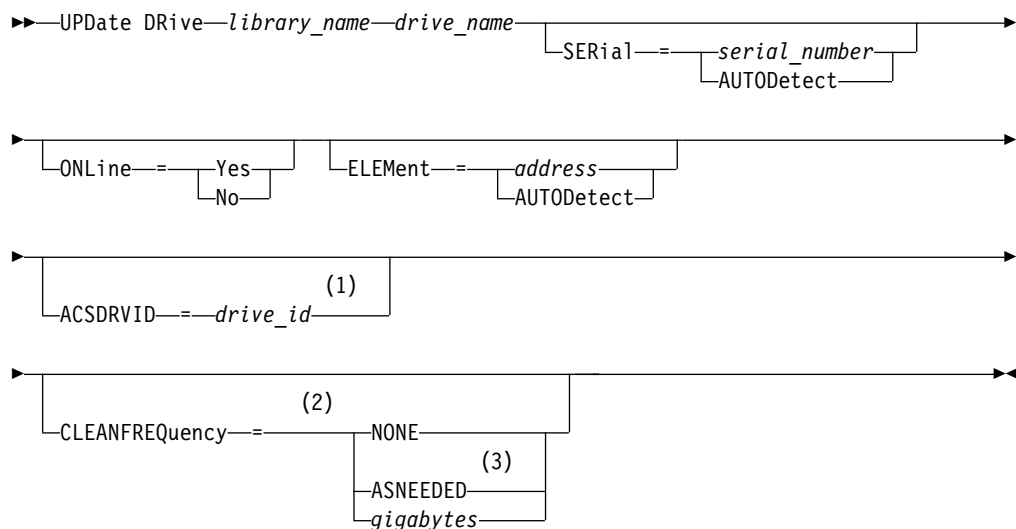 UPDate DRive library_name drive_name
SERial = serial_number
AUTODetect
ONLine = Yes
No
ELEMent = address
AUTODetect
(1)
ACSDRVID = drive_id
(2)
CLEANFREQuency = NONE
(3)
ASNEEDED
gigabytes